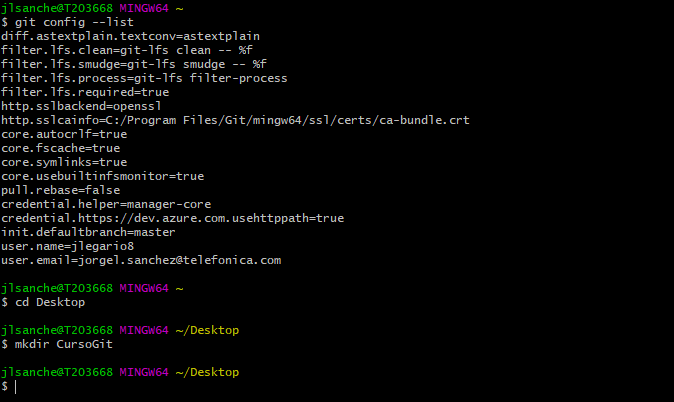 jlsanche@T203668 MINGW64 ~
$ git config --list
diff.astextplain.textconv=astextplain
filter.lfs.clean=git-lfs clean -- %f
filter.lfs.smudge=git-lfs smudge -- %f
filter.lfs.process=git-lfs filter-process
filter.lfs.required=true
http.sslbackend=openssl
http.sslcainfo=C:/Program Files/Git/mingw64/ssl/certs/ca-bundle.crt
core.autocrlf=true
core.fscache=true
core.symlinks=true
core.usebuiltinfsmonitor=true
pull.rebase=false
credential.helper=manager-core
credential.https://dev.azure.com.usehttppath=true
init.defaultbranch=master
user.name=jlegario8
user.email=jorgel.sanchez@telefonica.com
jlsanche@T203668 MINGW64 ~
$ cd Desktop
jlsanche@T203668 MINGW64 ~/Desktop
$ mkdir CursoGit
jlsanche@T203668 MINGW64 ~/Desktop
$